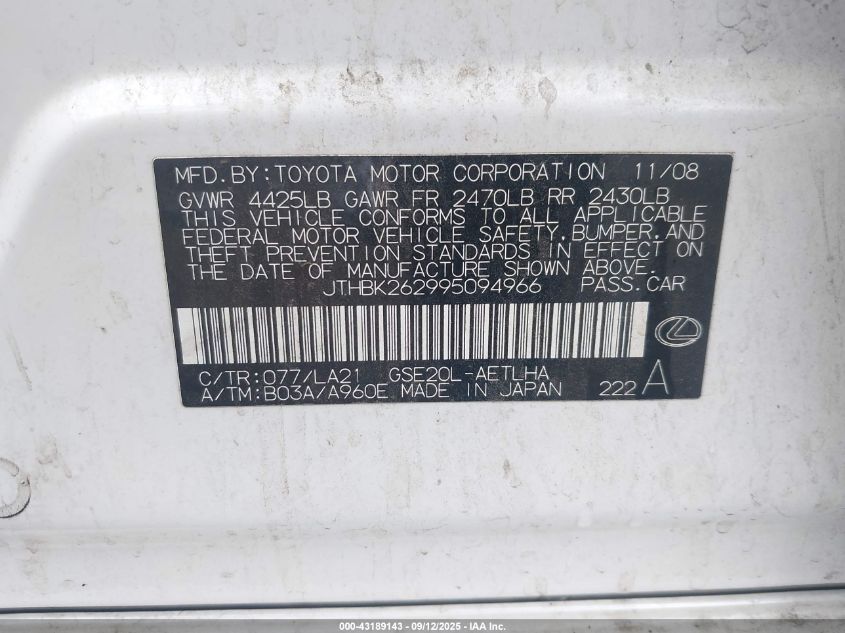 MFD.BY:TOYOTA MOTOR CORPORATION 11/08
GVWR 4425LB GAWR FR 2470LB RR 2430LB
THIS VEHICLE CONFORMS TO ALL APPLICABLE
FEDERAL MOTOR VEHICLE SAFETY,BUMPER,AND
THEFT PREVENTION STANDARDS IN EFFECT ON
THE DATE OF MANUFACTURE SHOWN ABOVE.
JTHBK262995094966 PASS.CAR
C/TR:077/LA21 GSE20L-AETLHA
A/TM:B03A/A960E MADE IN JAPAN 222 A
000-43189143 - 09/12/2025 - IAA Inc.